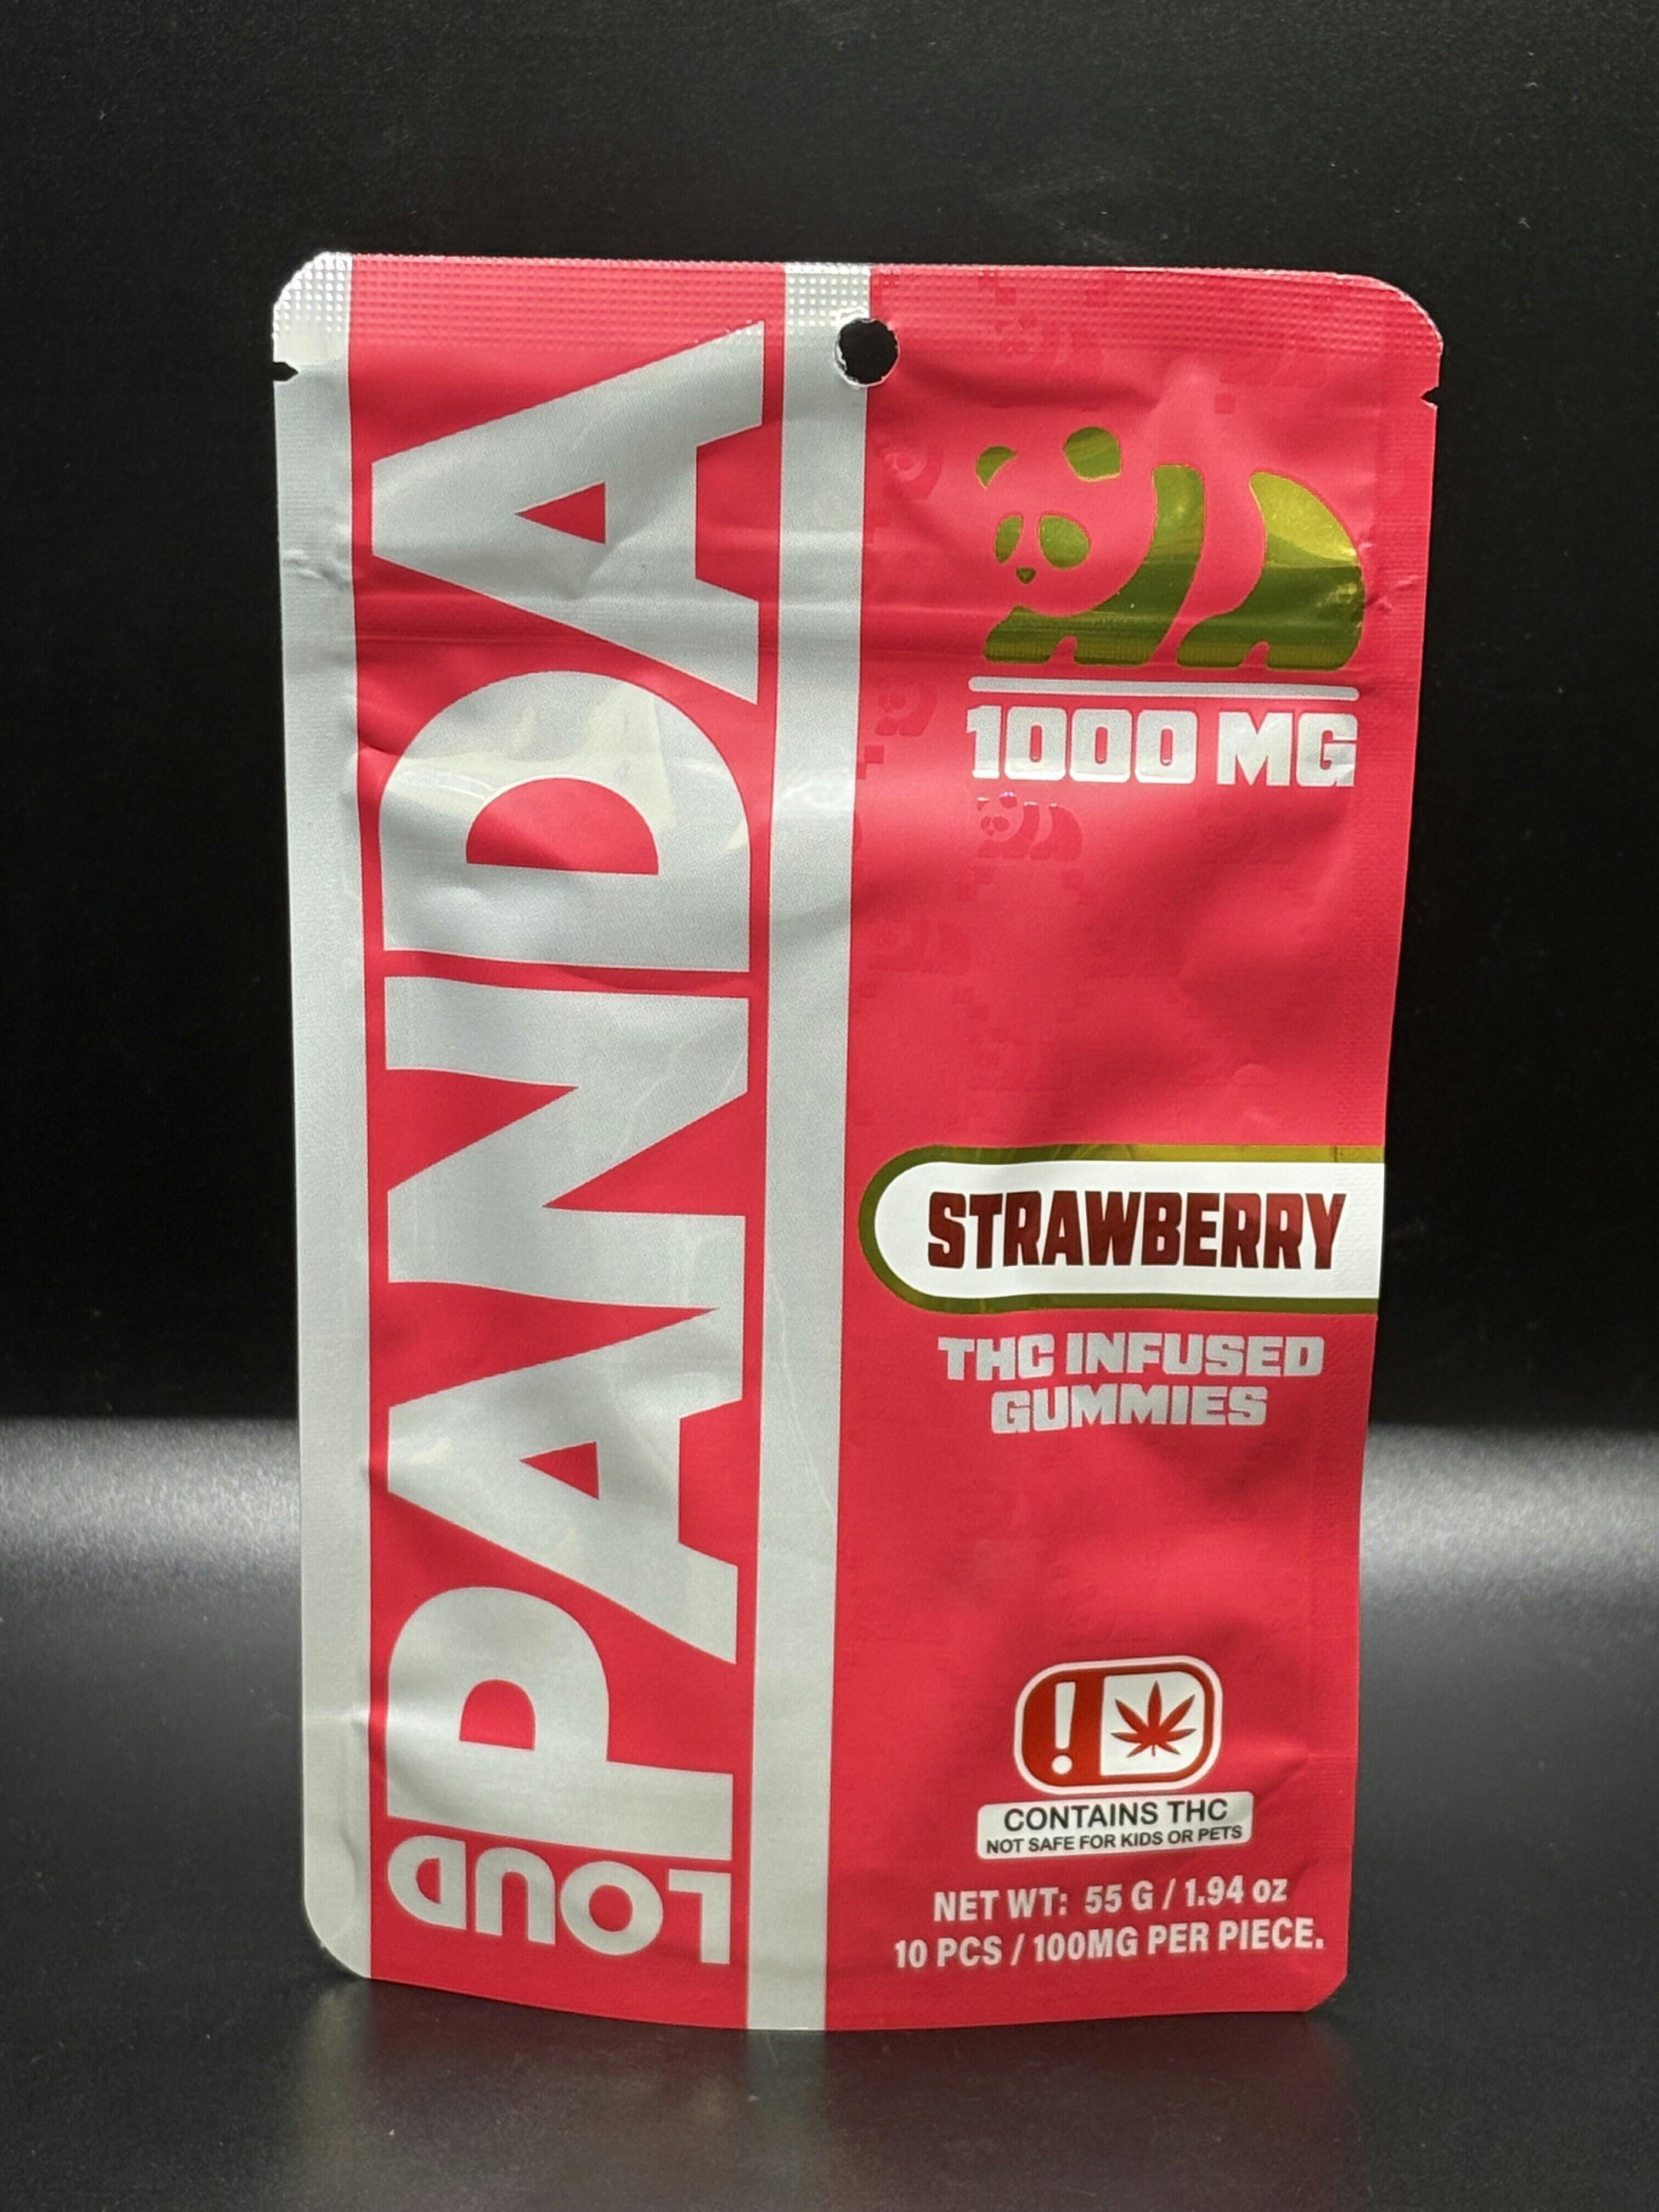 LOUD
PANDA
1000 MG
STRAWBERRY
THC INFUSED
GUMMIES
!
CONTAINS THC
NOT SAFE FOR KIDS OR PETS
NET WT: 55 G / 1.94 oz
10 PCS / 100MG PER PIECE.